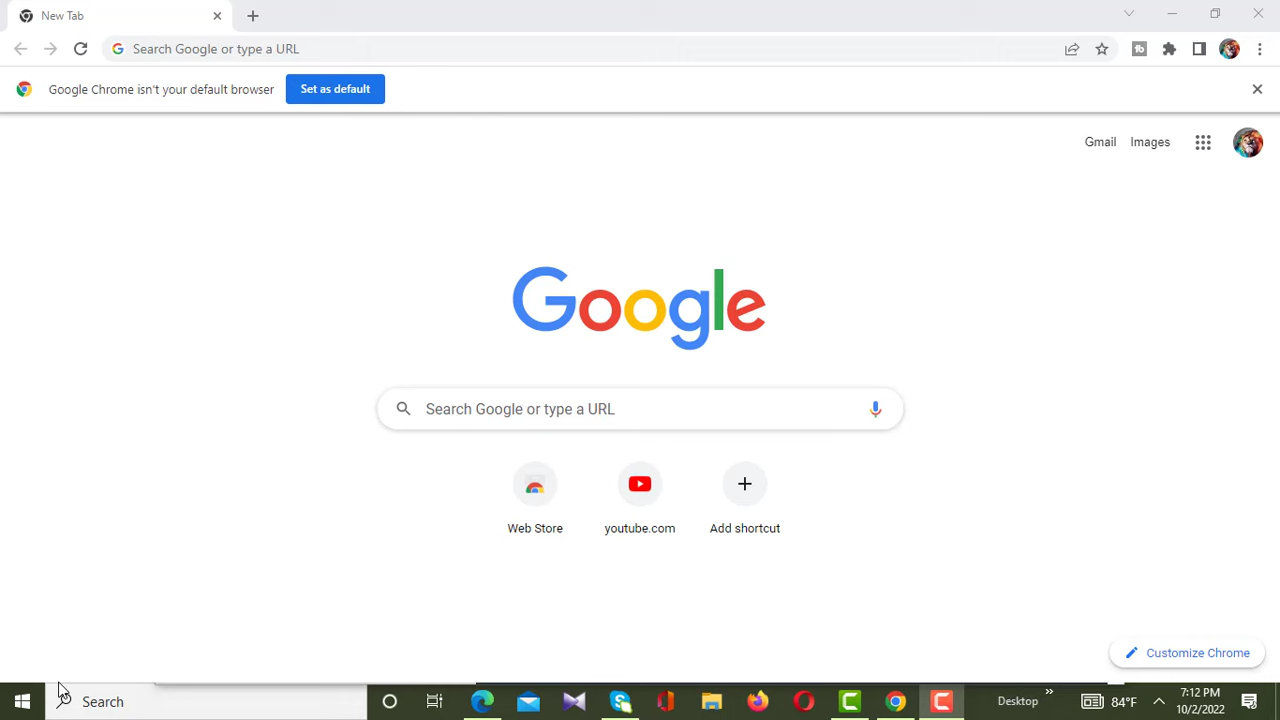 New Tab
Search Google or type a URL
Google Chrome isn't your default browser
Set as default
Gmail
Images
Google
Search Google or type a URL
Web Store
youtube.com
Add shortcut
Customize Chrome
Search
Desktop
84°F
7:12 PM
10/2/2022